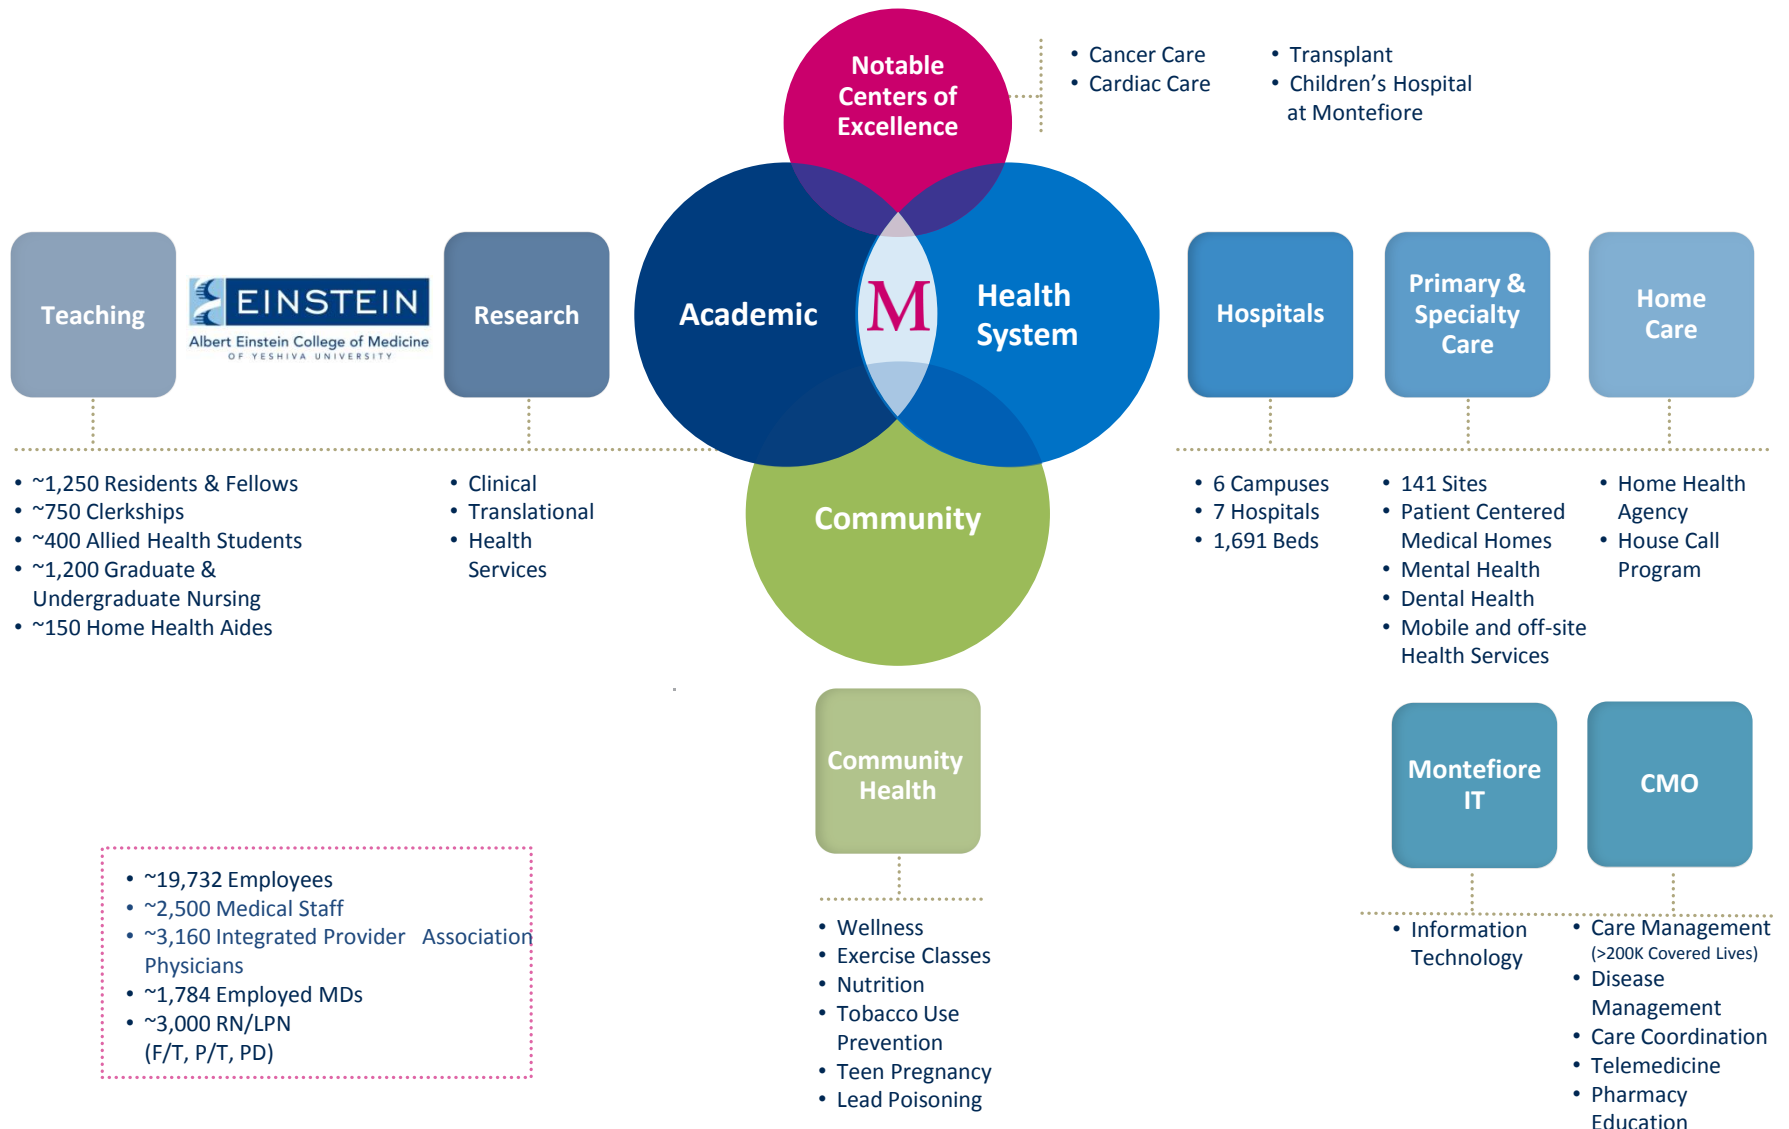 Notable
Centers of
Excellence
• Cancer Care
• Cardiac Care
• Transplant
• Children's Hospital
at Montefiore
Teaching
EINSTEIN
Albert Einstein College of Medicine
OF YESHIVA UNIVERSITY
Research
Academic
M
Health
System
Hospitals
Primary &
Specialty
Care
Home
Care
• ~1,250 Residents & Fellows
• ~750 Clerkships
• ~400 Allied Health Students
• ~1,200 Graduate &
Undergraduate Nursing
• ~150 Home Health Aides
• Clinical
• Translational
• Health
Services
Community
• 6 Campuses
• 7 Hospitals
• 1,691 Beds
• 141 Sites
• Patient Centered
Medical Homes
• Mental Health
• Dental Health
• Mobile and off-site
Health Services
• Home Health
Agency
• House Call
Program
Community
Health
Montefiore
IT
CMO
• ~19,732 Employees
• ~2,500 Medical Staff
• ~3,160 Integrated Provider Association
Physicians
• ~1,784 Employed MDs
• ~3,000 RN/LPN
(F/T, P/T, PD)
• Wellness
• Exercise Classes
• Nutrition
• Tobacco Use
Prevention
• Teen Pregnancy
• Lead Poisoning
• Information
Technology
• Care Management
(>200K Covered Lives)
• Disease
Management
• Care Coordination
• Telemedicine
• Pharmacy
Education